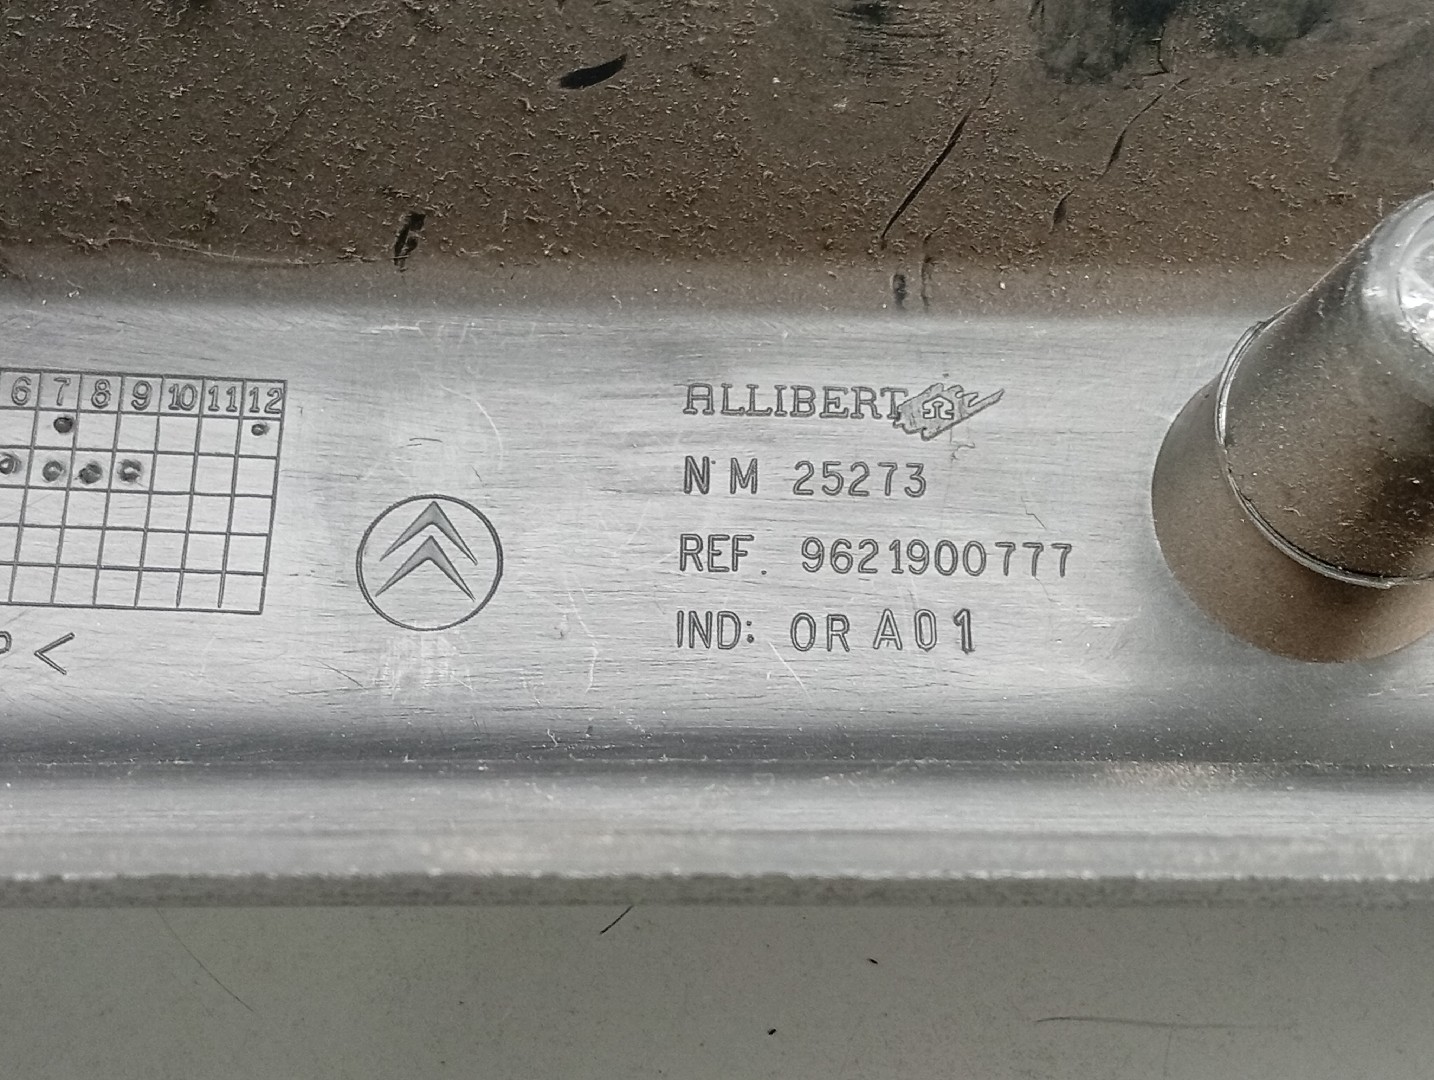 6 7 8 9 10 11 12
ALLIBERT
N M 25273
REF. 9621900777
IND: OR A01
<